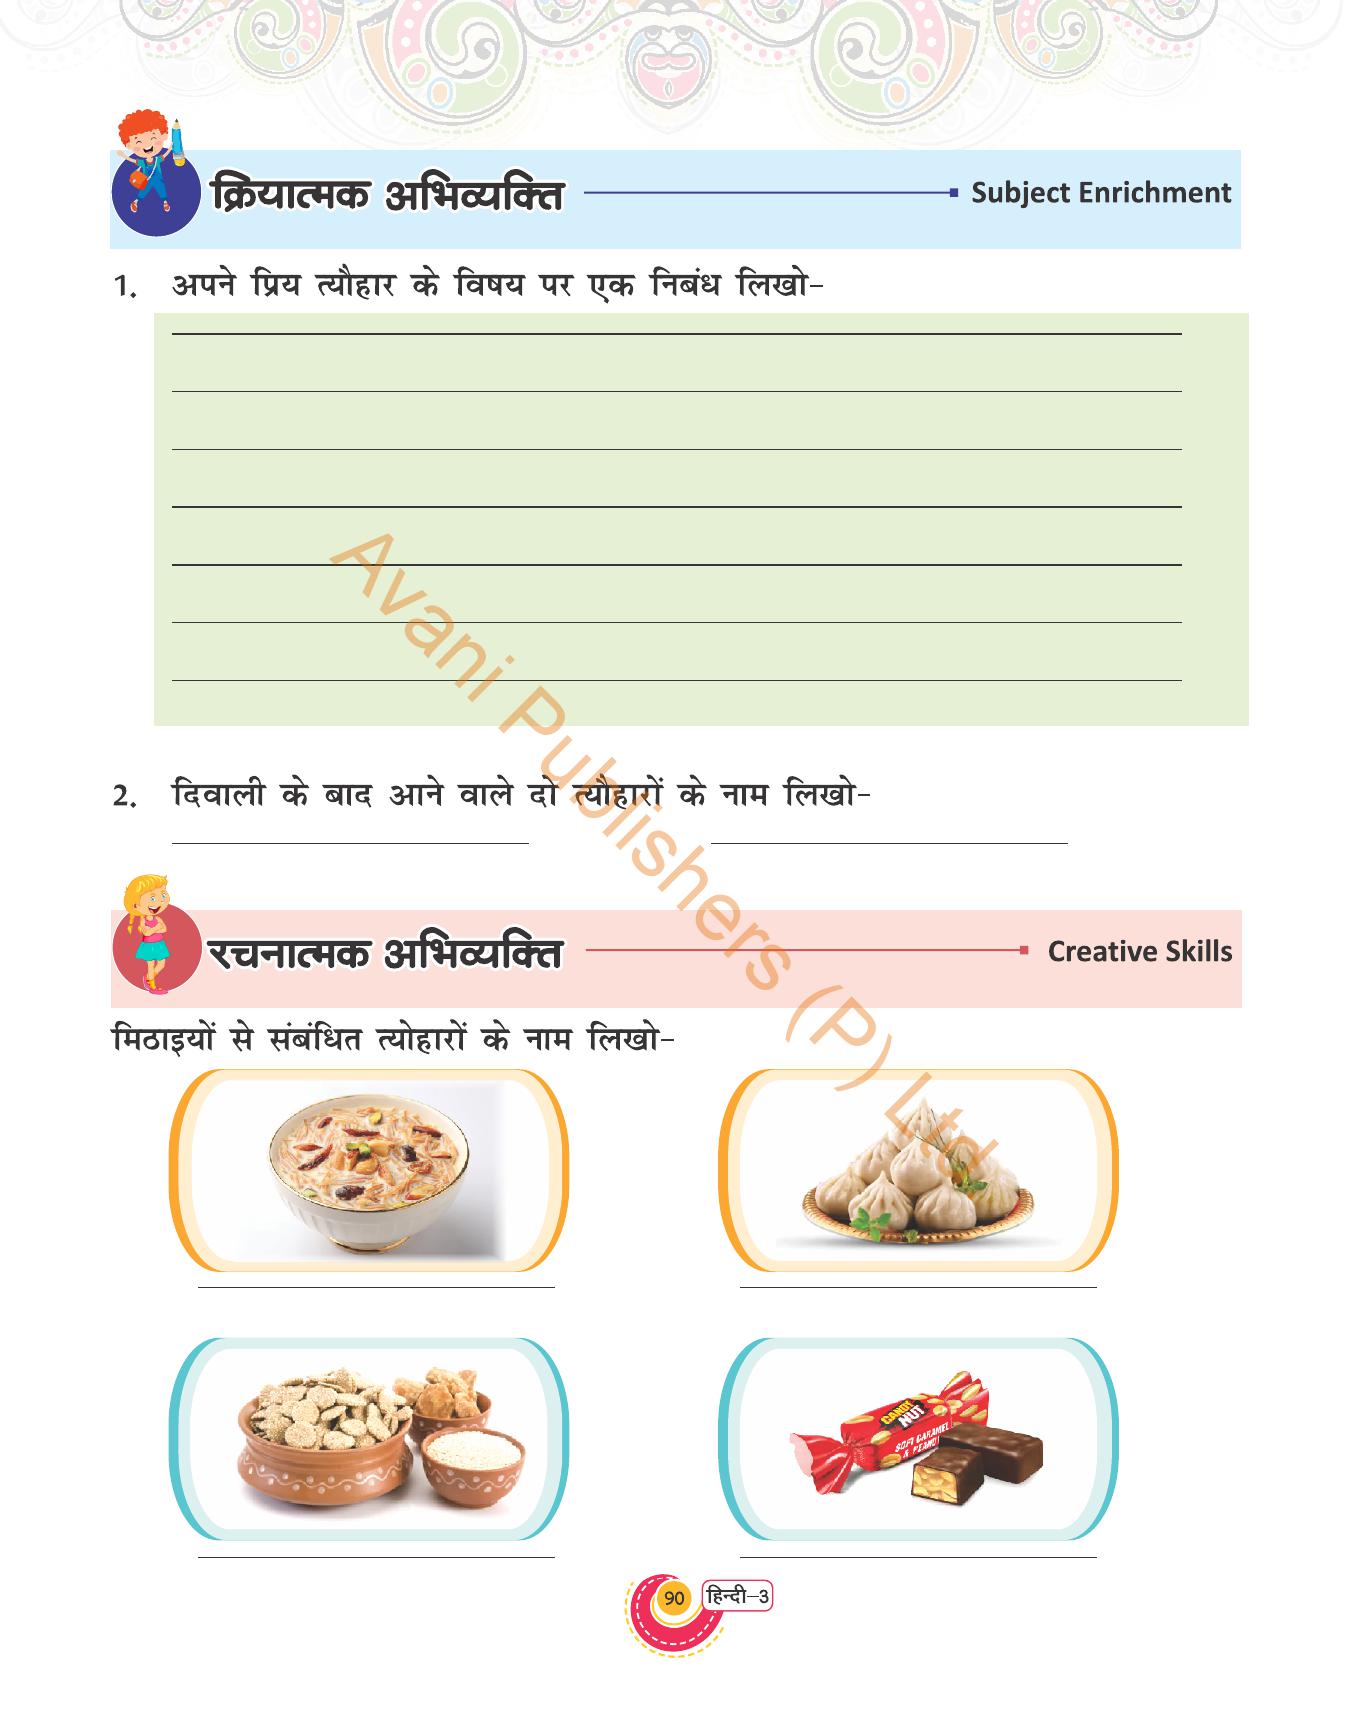 क्रियात्मक अभिव्यक्ति Subject Enrichment
1. अपने प्रिय त्यौहार के विषय पर एक निबंध लिखो-
2. दिवाली के बाद आने वाले दो त्यौहारों के नाम लिखो-
रचनात्मक अभिव्यक्ति Creative Skills
मिठाइयों से संबंधित त्योहारों के नाम लिखो-
CANDY
NUT
SOFT CARAMEL
& PEANUT
90 हिन्दी-3
Avani Publishers (P) Ltd